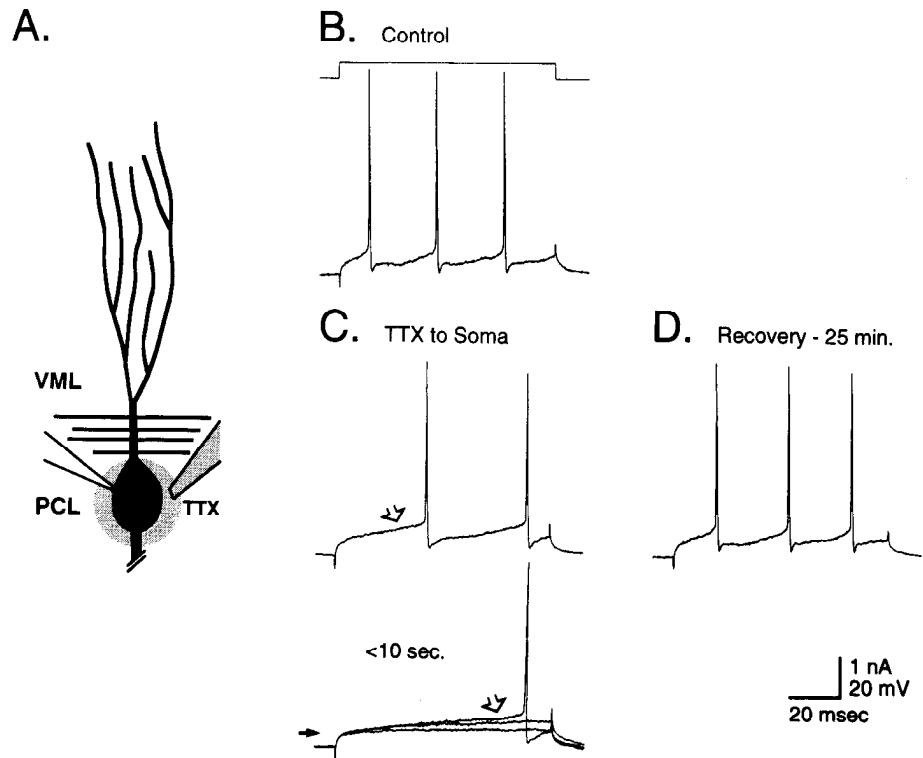 A.
VML
PCL
TTX
B. Control
C. TTX to Soma
<10 sec.
D. Recovery - 25 min.
1 nA
20 mV
20 msec